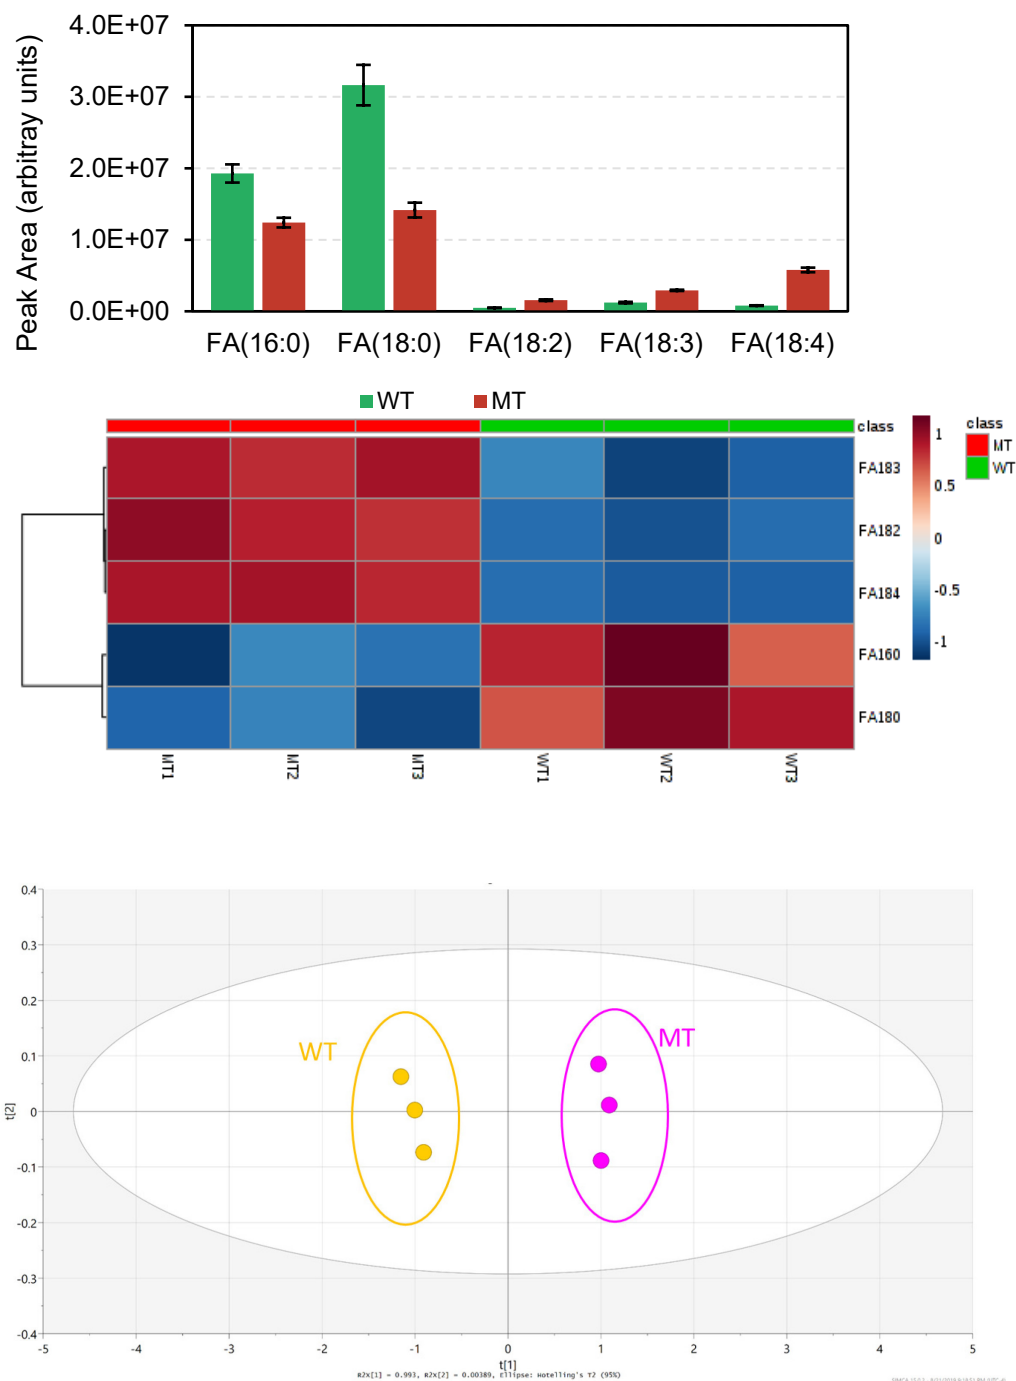 Peak Area (arbitray units)
4.0E+07
3.0E+07
2.0E+07
1.0E+07
0.0E+00
FA(16:0) FA(18:0) FA(18:2) FA(18:3) FA(18:4)
WT MT
class
FA183
FA182
FA184
FA160
FA180
MT1 MT2 MT3 WT1 WT2 WT3
1
0.5
0
-0.5
-1
class
MT
WT
0.4
0.3
0.2
0.1
0
-0.1
-0.2
-0.3
-0.4
t[2]
WT
MT
-5 -4 -3 -2 -1 0 1 2 3 4 5
t[1]
R2X[1] = 0.993, R2X[2] = 0.00389, Ellipse: Hotelling's T2 (95%)